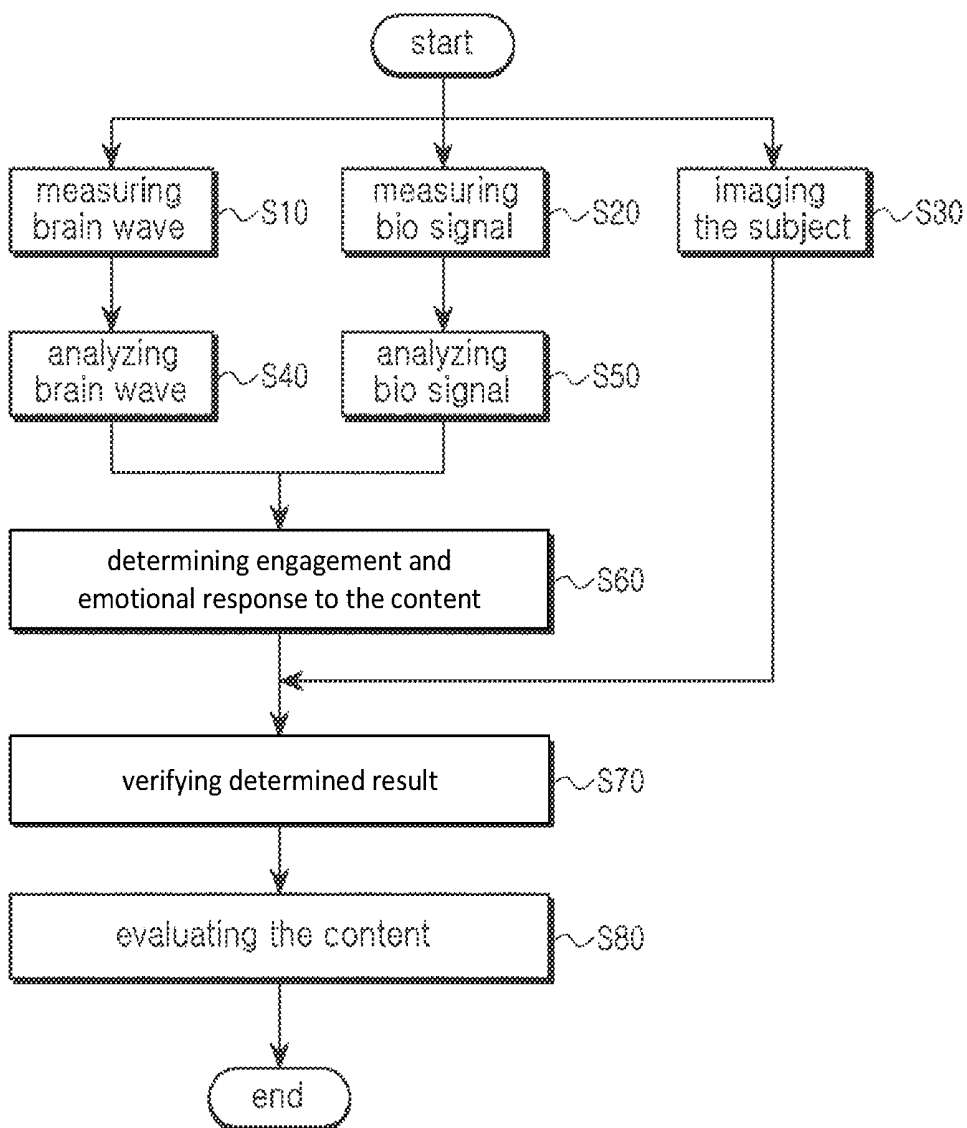 start
measuring
brain wave
S10
measuring
bio signal
S20
imaging
the subject
S30
analyzing
brain wave
S40
analyzing
bio signal
S50
determining engagement and
emotional response to the content
S60
verifying determined result
S70
evaluating the content
S80
end